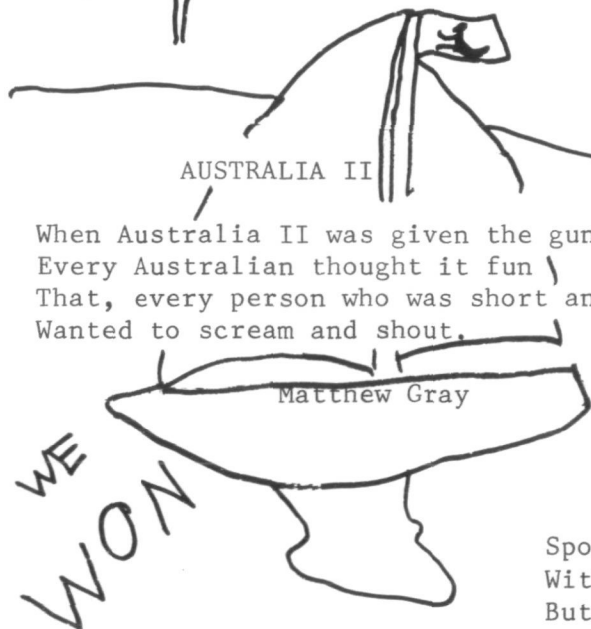 AUSTRALIA II
When Australia II was given the gun
Every Australian thought it fun
That, every person who was short an
Wanted to scream and shout.
Matthew Gray
WE
WON
Spo
Wit
But